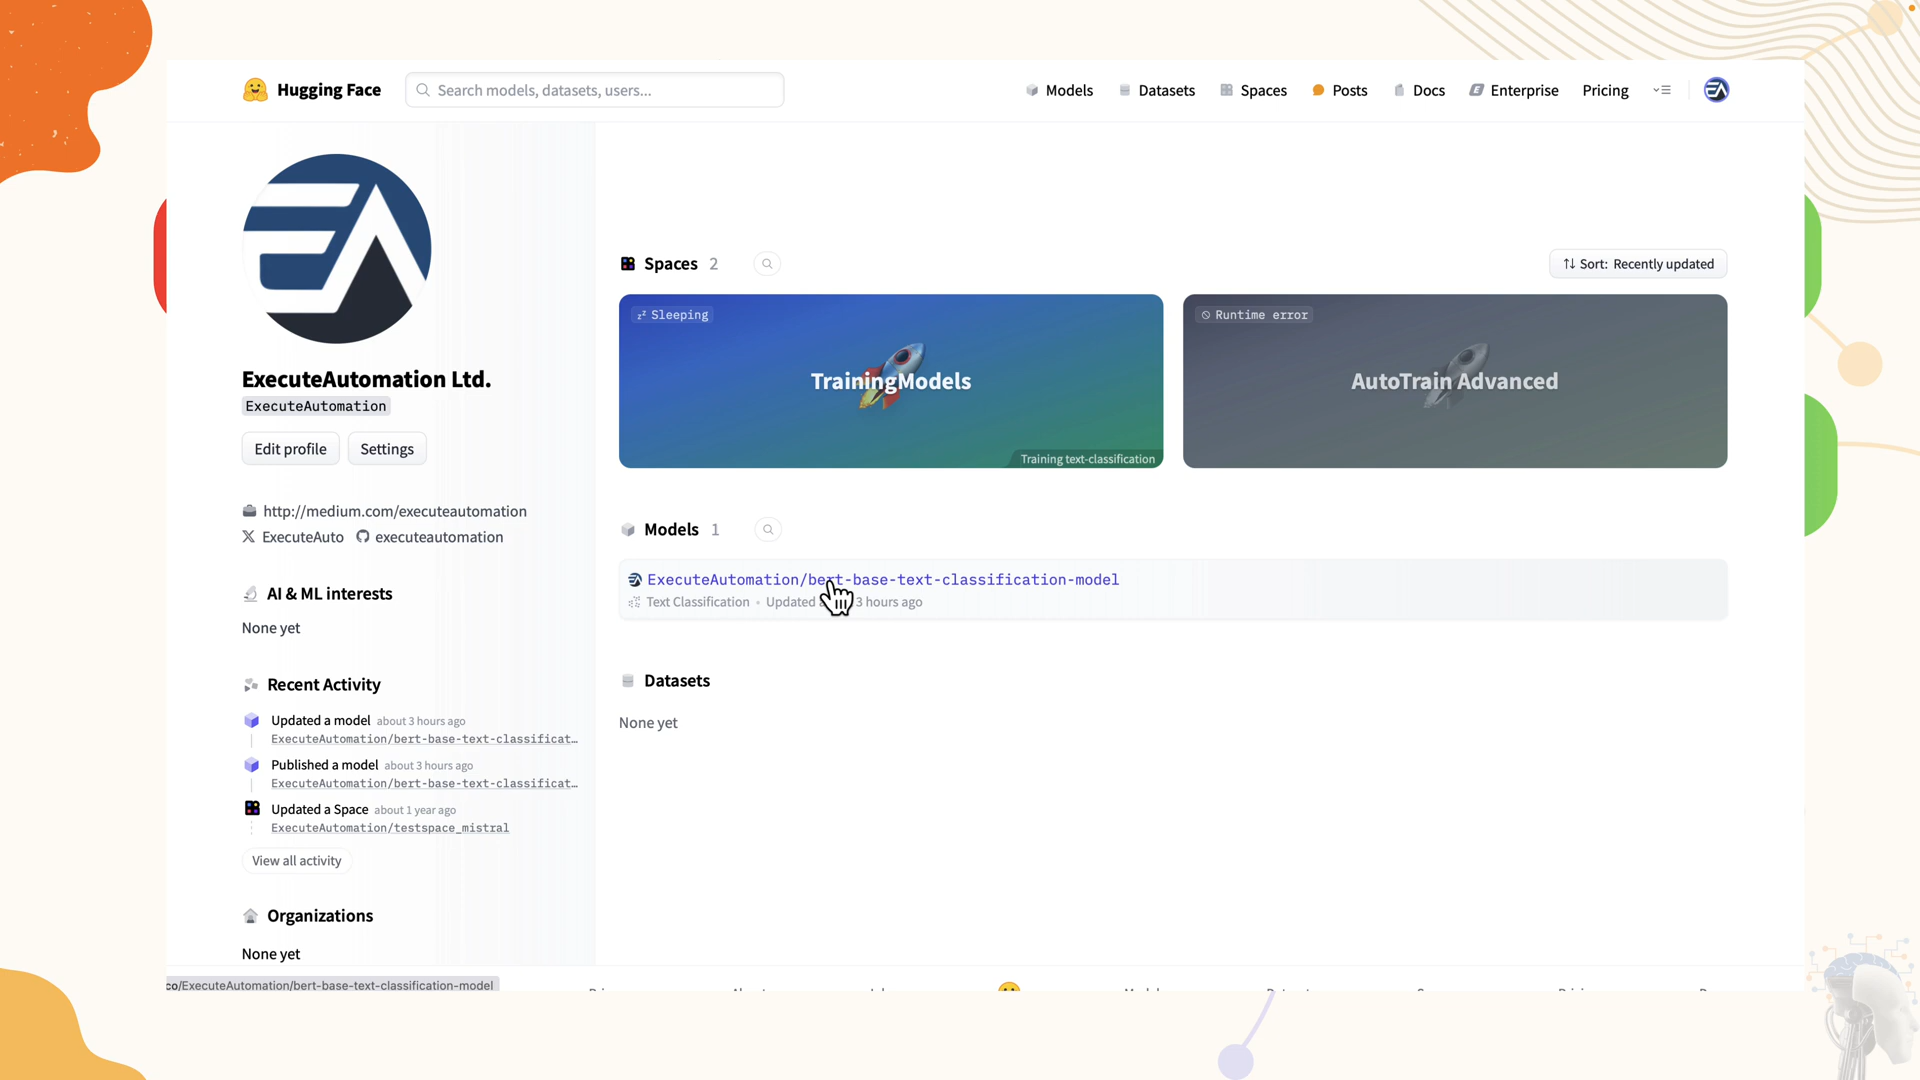 Hugging Face
Search models, datasets, users...
Models
Datasets
Spaces
Posts
Docs
Enterprise
Pricing
ExecuteAutomation Ltd.
ExecuteAutomation
Edit profile
Settings
http://medium.com/executeautomation
ExecuteAuto
executeautomation
AI & ML interests
None yet
Recent Activity
Updated a model about 3 hours ago
ExecuteAutomation/bert-base-text-classificat…
Published a model about 3 hours ago
ExecuteAutomation/bert-base-text-classificat…
Updated a Space about 1 year ago
ExecuteAutomation/testspace_mistral
View all activity
Organizations
None yet
Spaces 2
Sort: Recently updated
Sleeping
TrainingModels
Training text-classification
Runtime error
AutoTrain Advanced
Models 1
ExecuteAutomation/bert-base-text-classification-model
Text Classification • Updated 3 hours ago
Datasets
None yet
co/ExecuteAutomation/bert-base-text-classification-model